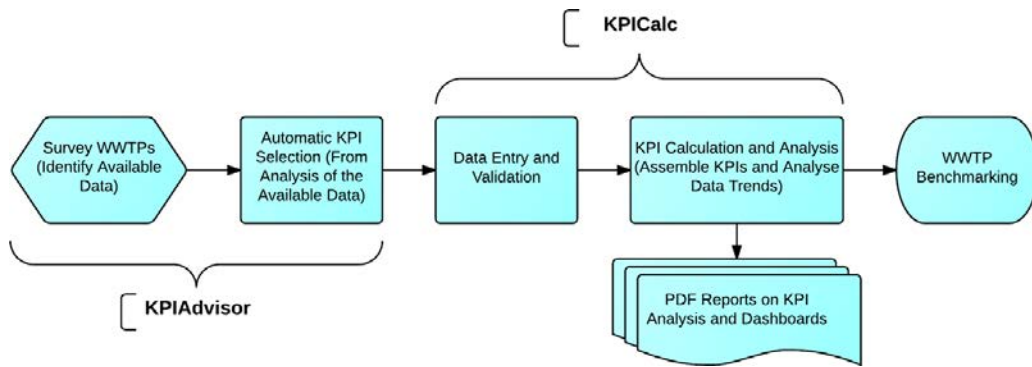 KPICalc
Survey WWTPs
(Identify Available
Data)
Automatic KPI
Selection (From
Analysis of the
Available Data)
Data Entry and
Validation
KPI Calculation and Analysis
(Assemble KPIs and Analyse
Data Trends)
WWTP
Benchmarking
KPIAdvisor
PDF Reports on KPI
Analysis and Dashboards